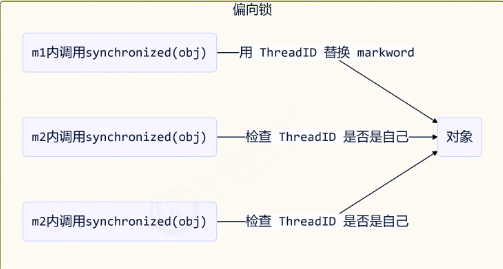 偏向锁
m1内调用synchronized(obj)
用 ThreadID 替换 markword
m2内调用synchronized(obj)
检查 ThreadID 是否是自己
对象
m2内调用synchronized(obj)
检查 ThreadID 是否是自己